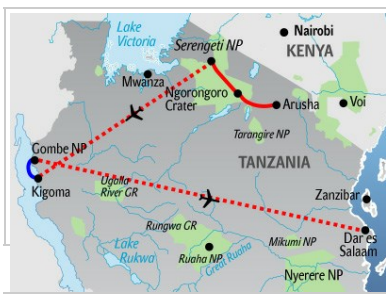 Lake
Victoria
Nairobi
Serengeti NP
KENYA
Mwanza
Ngorongoro
Crater
Arusha
Voi
Tarangire NP
Gombe NP
TANZANIA
Kigoma
Ugalla
River GR
Zanzibar
Rungwa GR
Dar es
Salaam
Lake
Rukwa
Ruaha NP
Great Ruaha
Mikumi NP
Nyerere NP